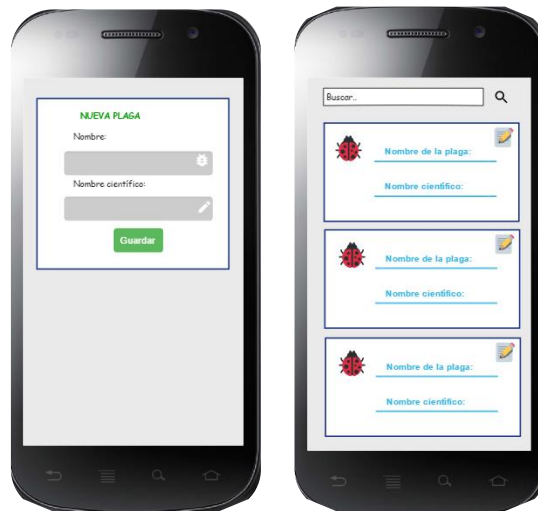 NUEVA PLAGA
Nombre:
Nombre científico:
Guardar
Buscar..
Nombre de la plaga:
Nombre científico:
Nombre de la plaga:
Nombre científico:
Nombre de la plaga:
Nombre científico: